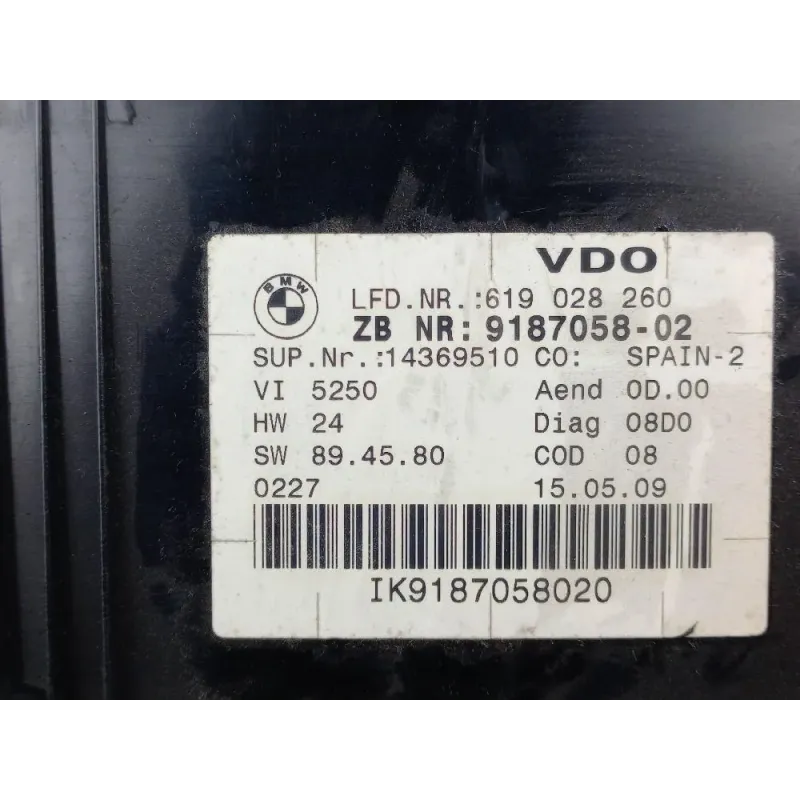 VDO
BMW
LFD.NR.:619 028 260
ZB NR: 9187058-02
SUP.Nr.:14369510 CO: SPAIN-2
VI 5250 Aend 0D.00
HW 24 Diag 08D0
SW 89.45.80 COD 08
0227 15.05.09
IK9187058020